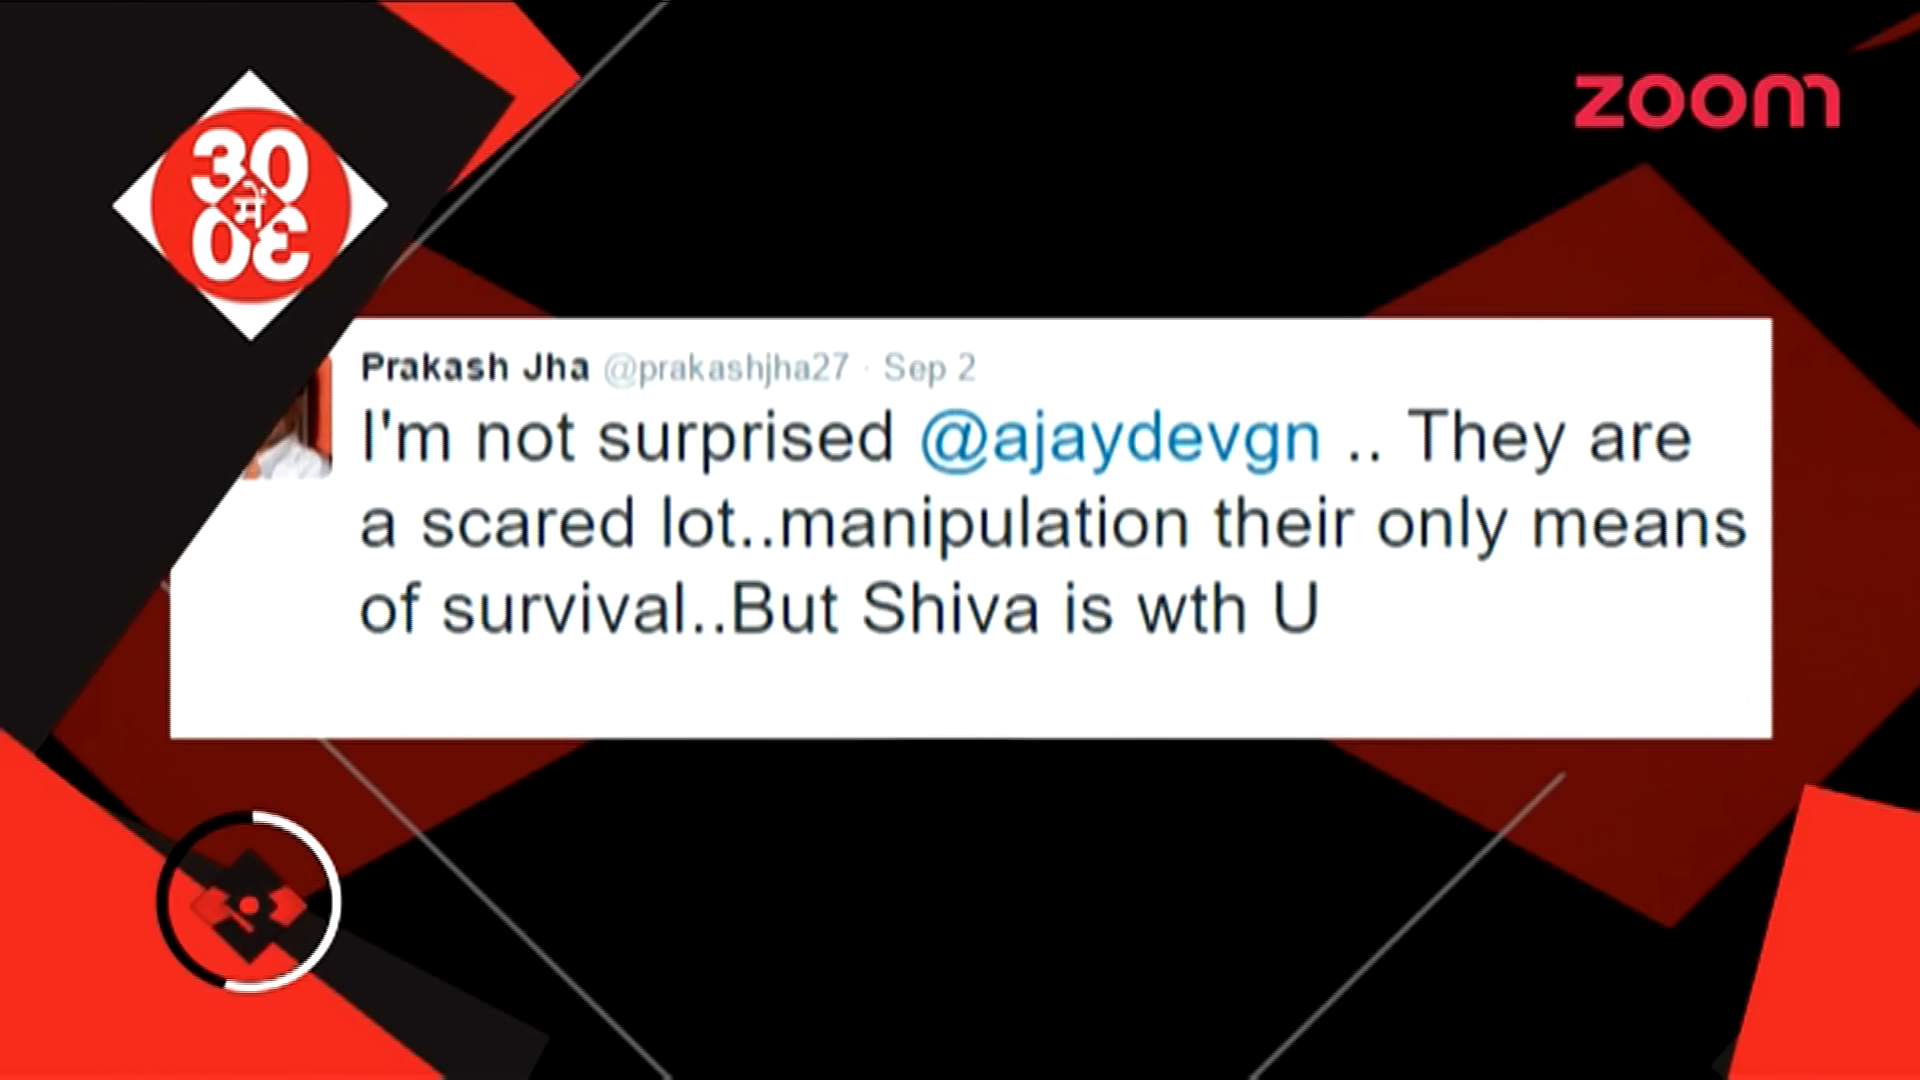 30
में
30
zoom
Prakash Jha @prakashjha27 · Sep 2
I'm not surprised @ajaydevgn .. They are
a scared lot..manipulation their only means
of survival..But Shiva is wth U